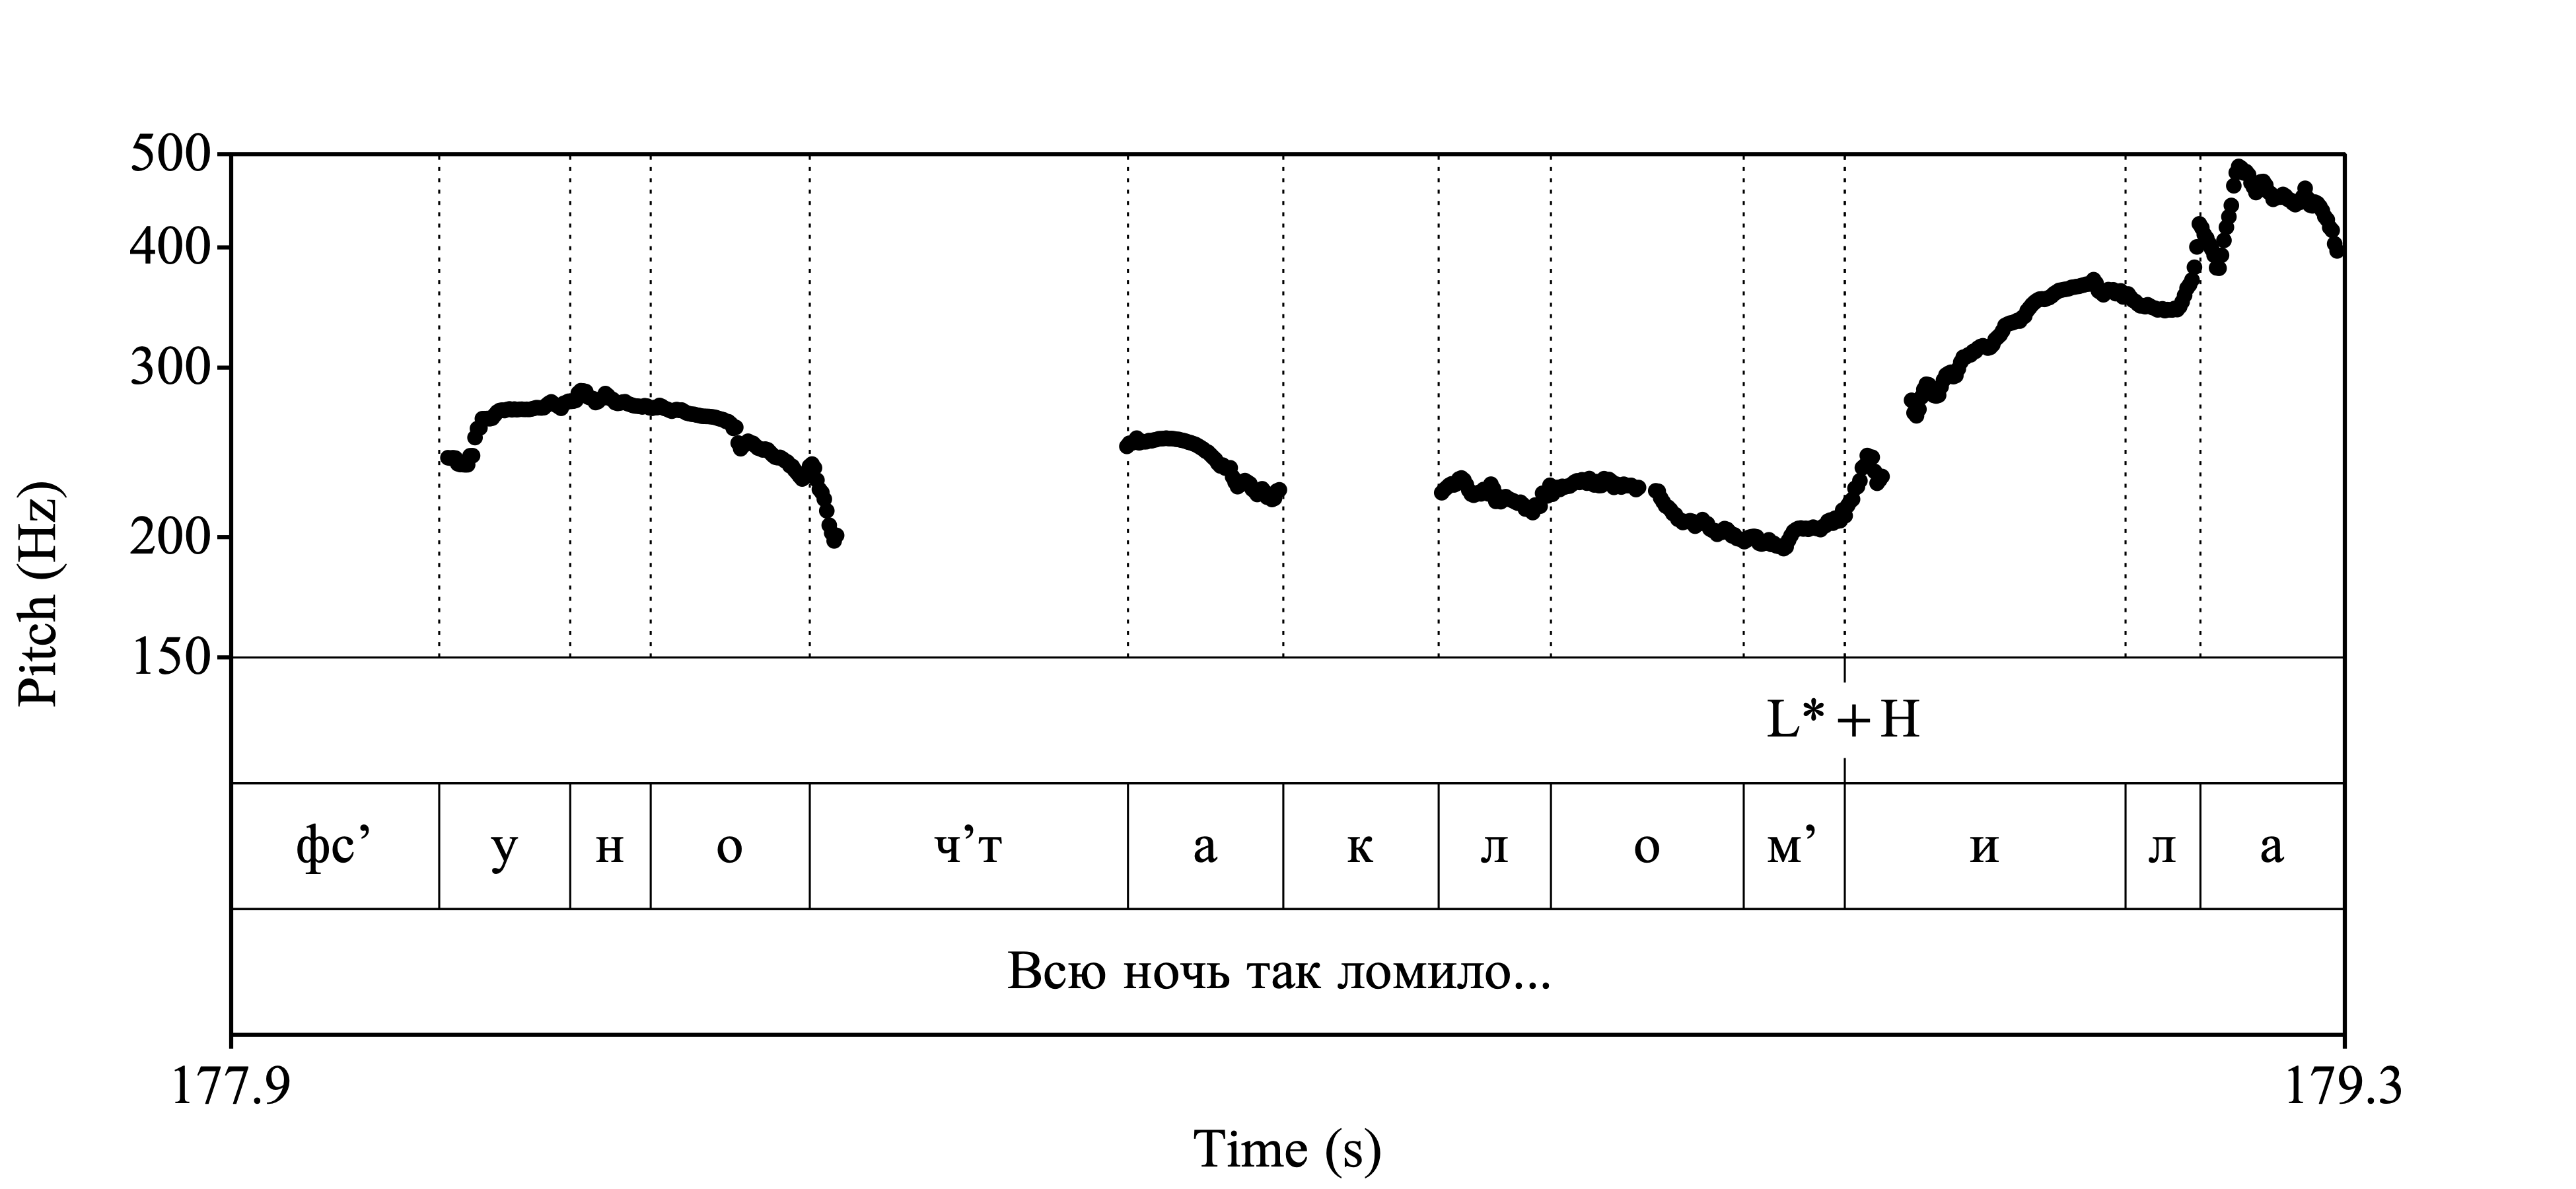 500
400
300
200
150
Pitch (Hz)
L*+H
фс’ у н о ч’т а к л о м’ и л а
Всю ночь так ломило...
177.9 179.3
Time (s)